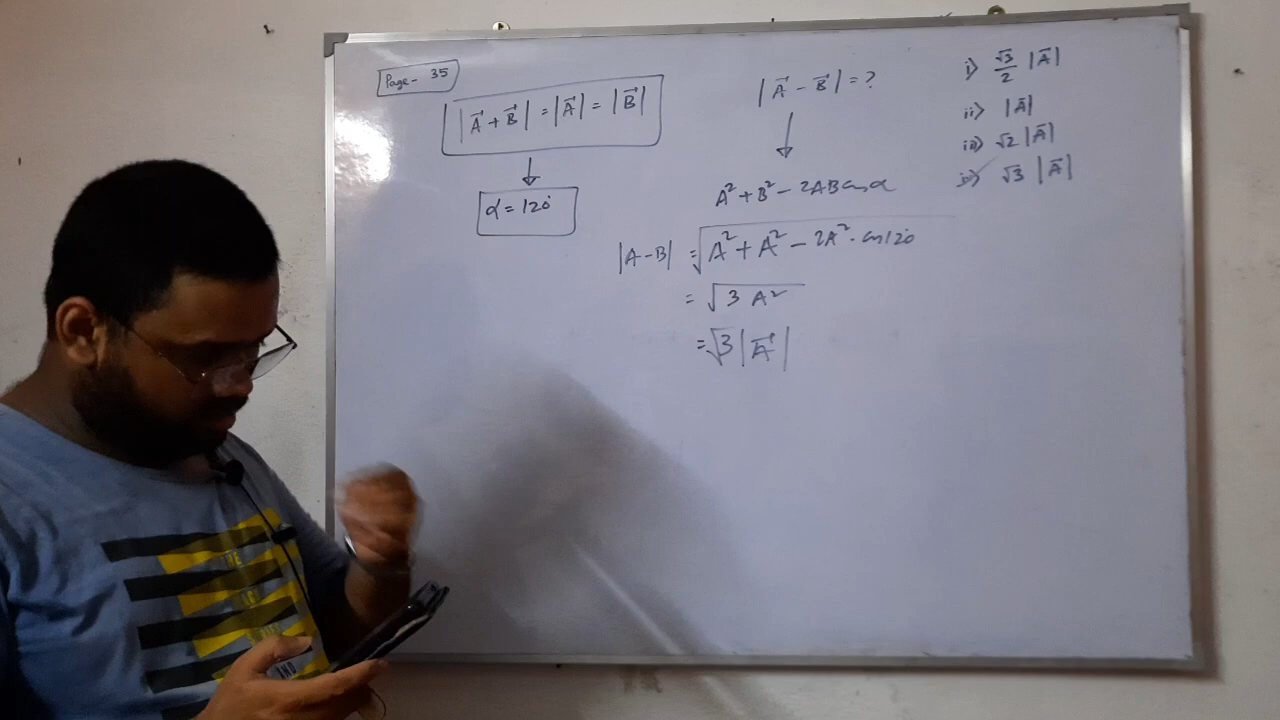 Page- 35
|A⃗ + B⃗| = |A⃗| = |B⃗|
α = 120°
|A⃗ - B⃗| = ?
A² + B² - 2AB cos α
|A-B| = √(A² + A² - 2A² · cos 120°)
= √(3 A²)
= √3 |A⃗|
i) √3/2 |A⃗|
ii) |A⃗|
iii) √2 |A⃗|
iv) √3 |A⃗|